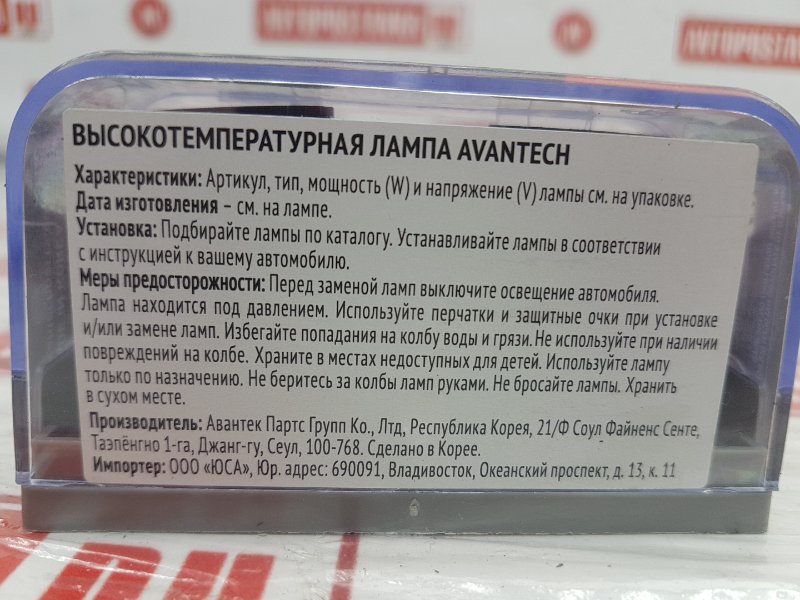 ВЫСОКОТЕМПЕРАТУРНАЯ ЛАМПА AVANTECH
Характеристики: Артикул, тип, мощность (W) и напряжение (V) лампы см. на упаковке.
Дата изготовления – см. на лампе.
Установка: Подбирайте лампы по каталогу. Устанавливайте лампы в соответствии
с инструкцией к вашему автомобилю.
Меры предосторожности: Перед заменой ламп выключите освещение автомобиля.
Лампа находится под давлением. Используйте перчатки и защитные очки при установке
и/или замене ламп. Избегайте попадания на колбу воды и грязи. Не используйте при наличии
повреждений на колбе. Храните в местах недоступных для детей. Используйте лампу
только по назначению. Не беритесь за колбы ламп руками. Не бросайте лампы. Хранить
в сухом месте.
Производитель: Авантек Партс Групп Ко., Лтд, Республика Корея, 21/Ф Соул Файненс Сенте,
Таэпёнгно 1-га, Джанг-гу, Сеул, 100-768. Сделано в Корее.
Импортер: ООО «ЮСА», Юр. адрес: 690091, Владивосток, Океанский проспект, д. 13, к. 11